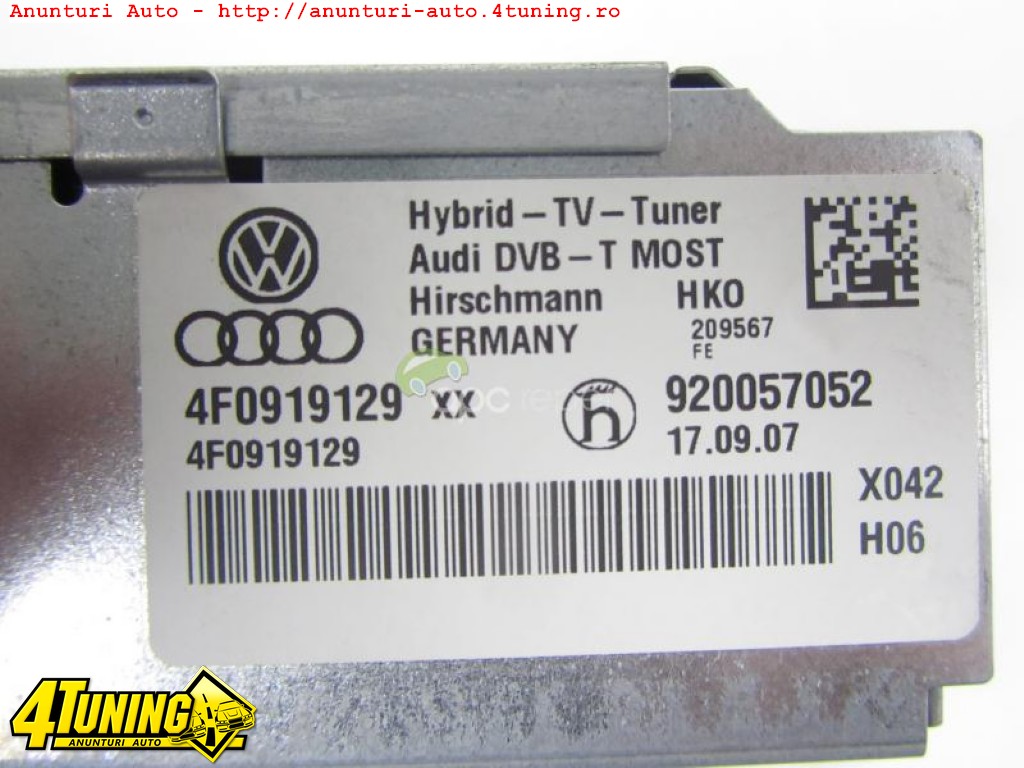 Anunturi Auto - http://anunturi-auto.4tuning.ro
Hybrid-TV-Tuner
Audi DVB-T MOST
Hirschmann HKO
GERMANY 209567
FE
4F0919129 XX 920057052
4F0919129 17.09.07
X042
H06
4TUNING
ANUNTURI AUTO